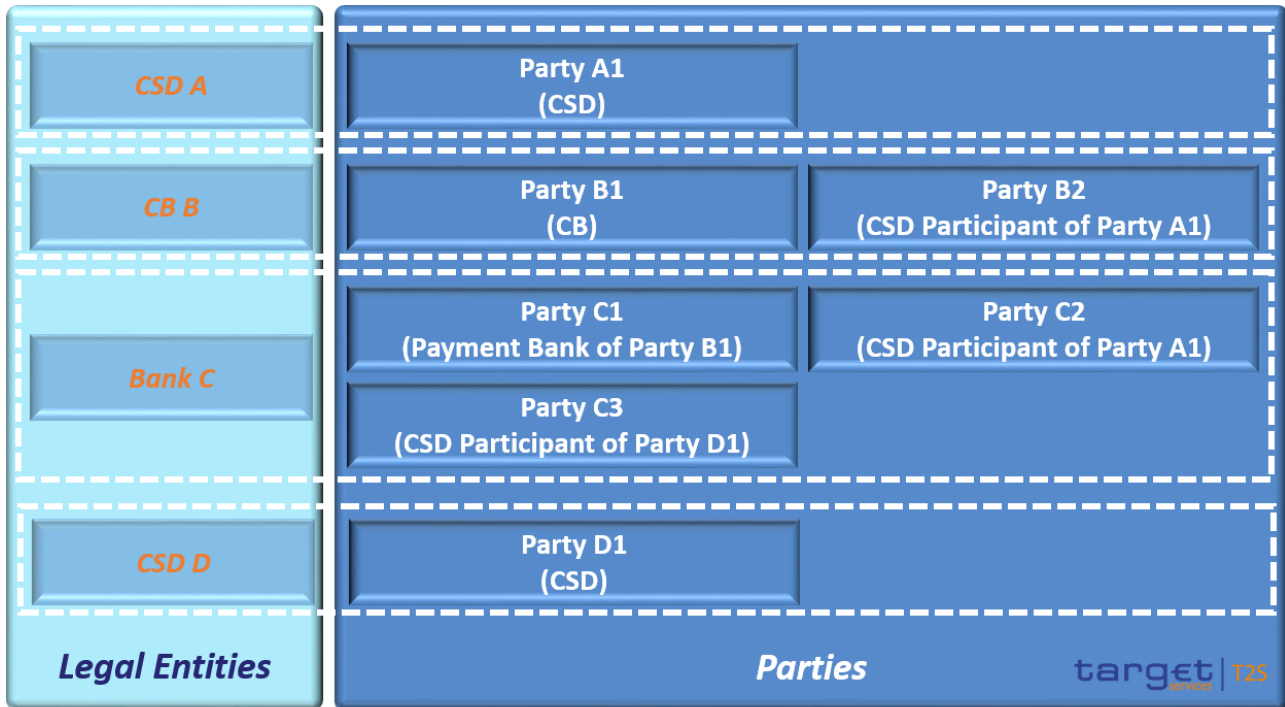 CSD A
Party A1
(CSD)
CB B
Party B1
(CB)
Party B2
(CSD Participant of Party A1)
Bank C
Party C1
(Payment Bank of Party B1)
Party C2
(CSD Participant of Party A1)
Party C3
(CSD Participant of Party D1)
CSD D
Party D1
(CSD)
Legal Entities
Parties
target | T2S
services